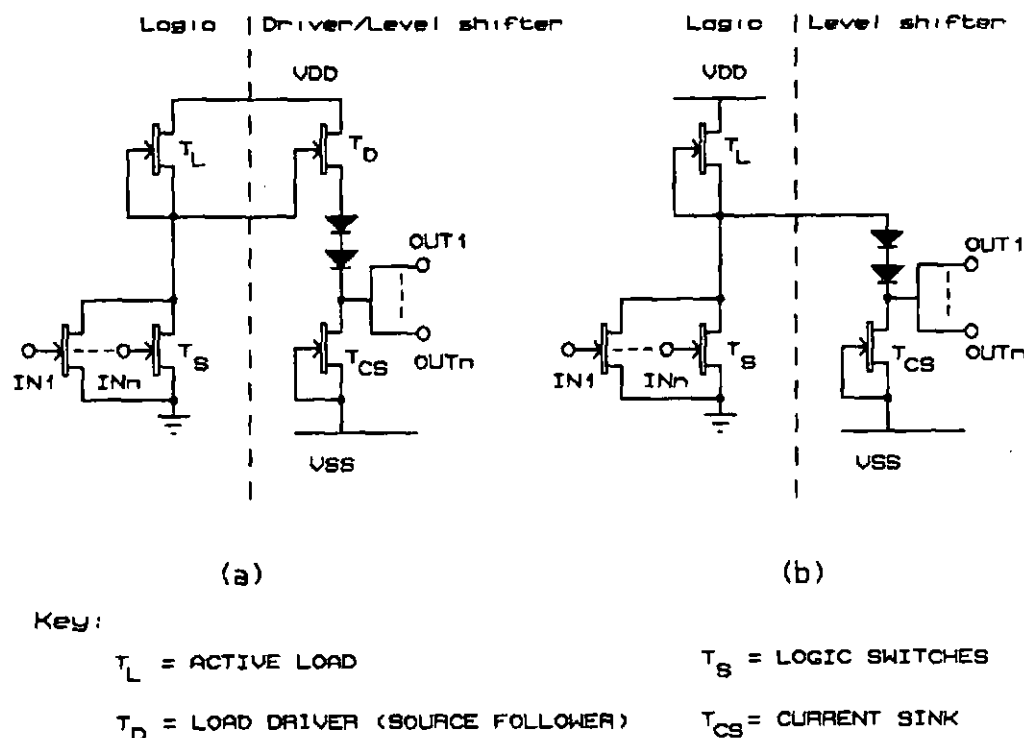 Logic | Driver/Level shifter
VDD
T_L
T_D
OUT1
OUTn
T_CS
T_S
IN1
INn
VSS
(a)
Logic | Level shifter
VDD
T_L
OUT1
OUTn
T_CS
T_S
IN1
INn
VSS
(b)
Key:
T_L = ACTIVE LOAD
T_S = LOGIC SWITCHES
T_D = LOAD DRIVER (SOURCE FOLLOWER)
T_CS = CURRENT SINK